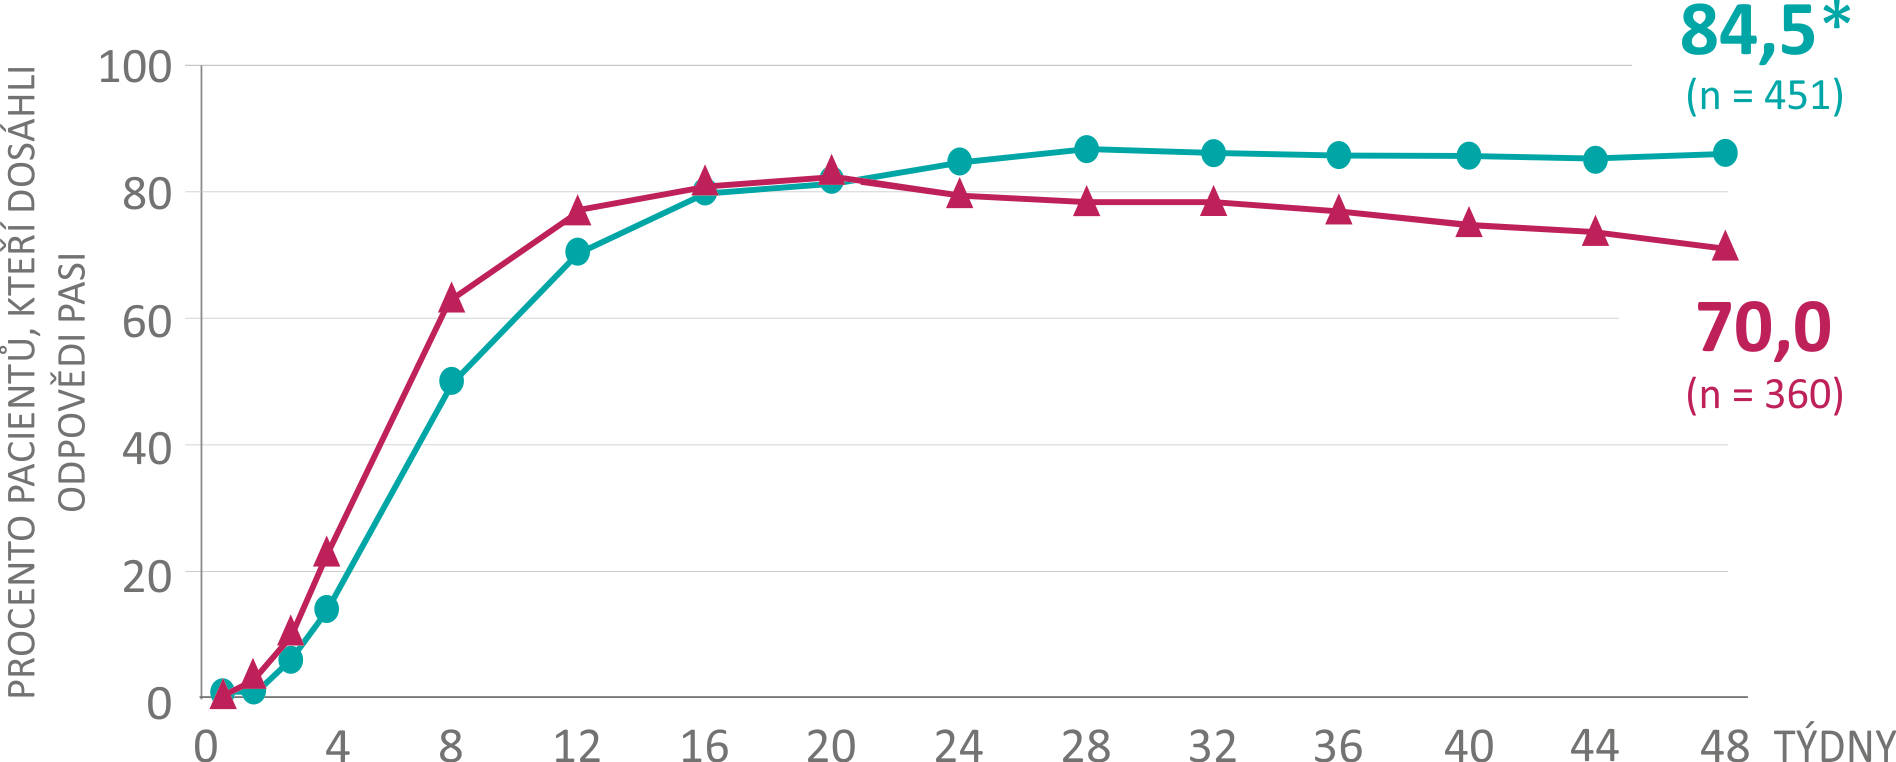 84,5*
(n = 451)
PROCENTO PACIENTŮ, KTEŘÍ DOSÁHLI
ODPOVĚDI PASI
100
80
60
40
20
0
70,0
(n = 360)
0 4 8 12 16 20 24 28 32 36 40 44 48 TÝDNY